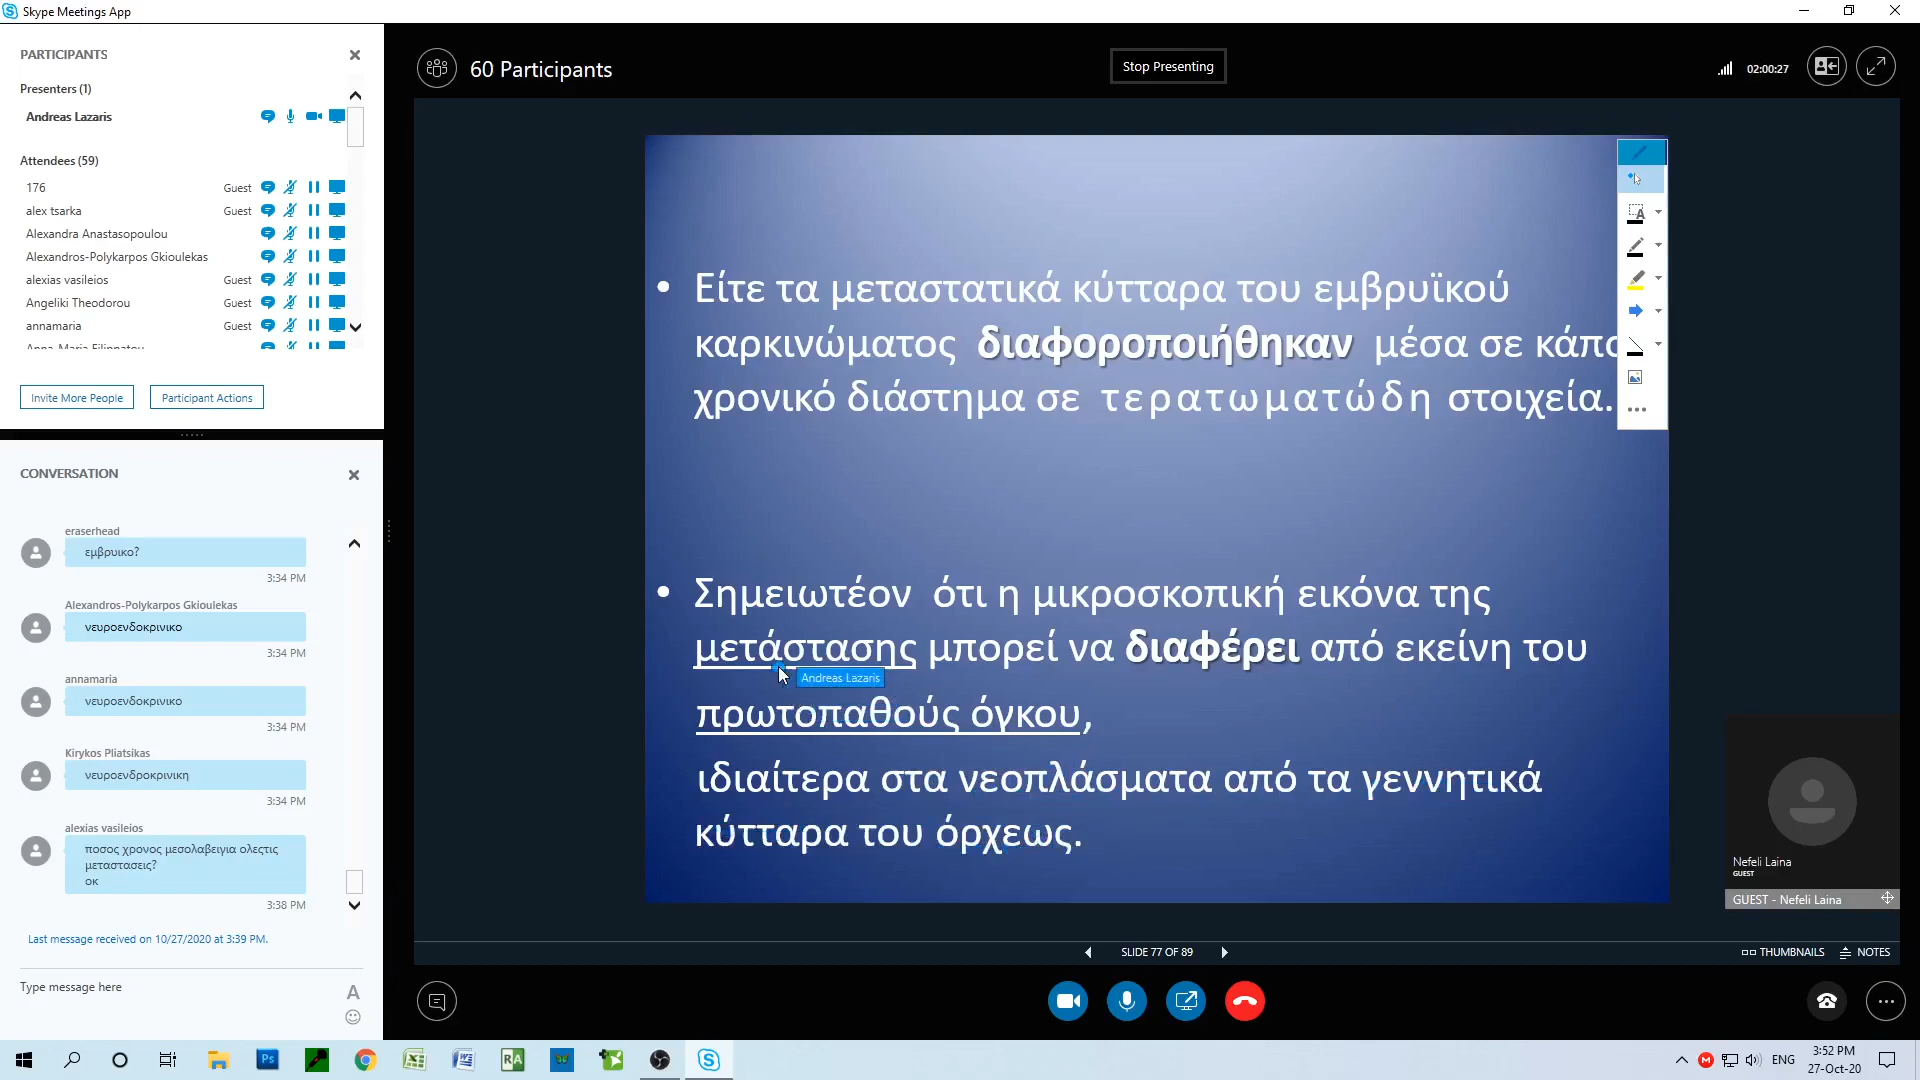 Skype Meetings App
PARTICIPANTS
Presenters (1)
Andreas Lazaris
Attendees (59)
176 Guest
alex tsarka Guest
Alexandra Anastasopoulou
Alexandros-Polykarpos Gkioulekas
alexias vasileios Guest
Angeliki Theodorou Guest
annamaria Guest
Anna-Maria Filippatou
Invite More People Participant Actions
CONVERSATION
eraserhead
εμβρυικο?
3:34 PM
Alexandros-Polykarpos Gkioulekas
νευροενδοκρινικο
3:34 PM
annamaria
νευροενδοκρινικο
3:34 PM
Kirykos Pliatsikas
νευροενδροκρινικη
3:34 PM
alexias vasileios
ποσος χρονος μεσολαβειγια ολεςτις
μεταστασεις?
οκ
3:38 PM
Last message received on 10/27/2020 at 3:39 PM.
Type message here
60 Participants
Stop Presenting
02:00:27
• Είτε τα μεταστατικά κύτταρα του εμβρυϊκού
καρκινώματος διαφοροποιήθηκαν μέσα σε κάπο
χρονικό διάστημα σε τερατωματώδη στοιχεία.
• Σημειωτέον ότι η μικροσκοπική εικόνα της
μετάστασης μπορεί να διαφέρει από εκείνη του
Andreas Lazaris
πρωτοπαθούς όγκου,
ιδιαίτερα στα νεοπλάσματα από τα γεννητικά
κύτταρα του όρχεως.
Nefeli Laina
GUEST
GUEST - Nefeli Laina
SLIDE 77 OF 89
THUMBNAILS NOTES
ENG
3:52 PM
27-Oct-20